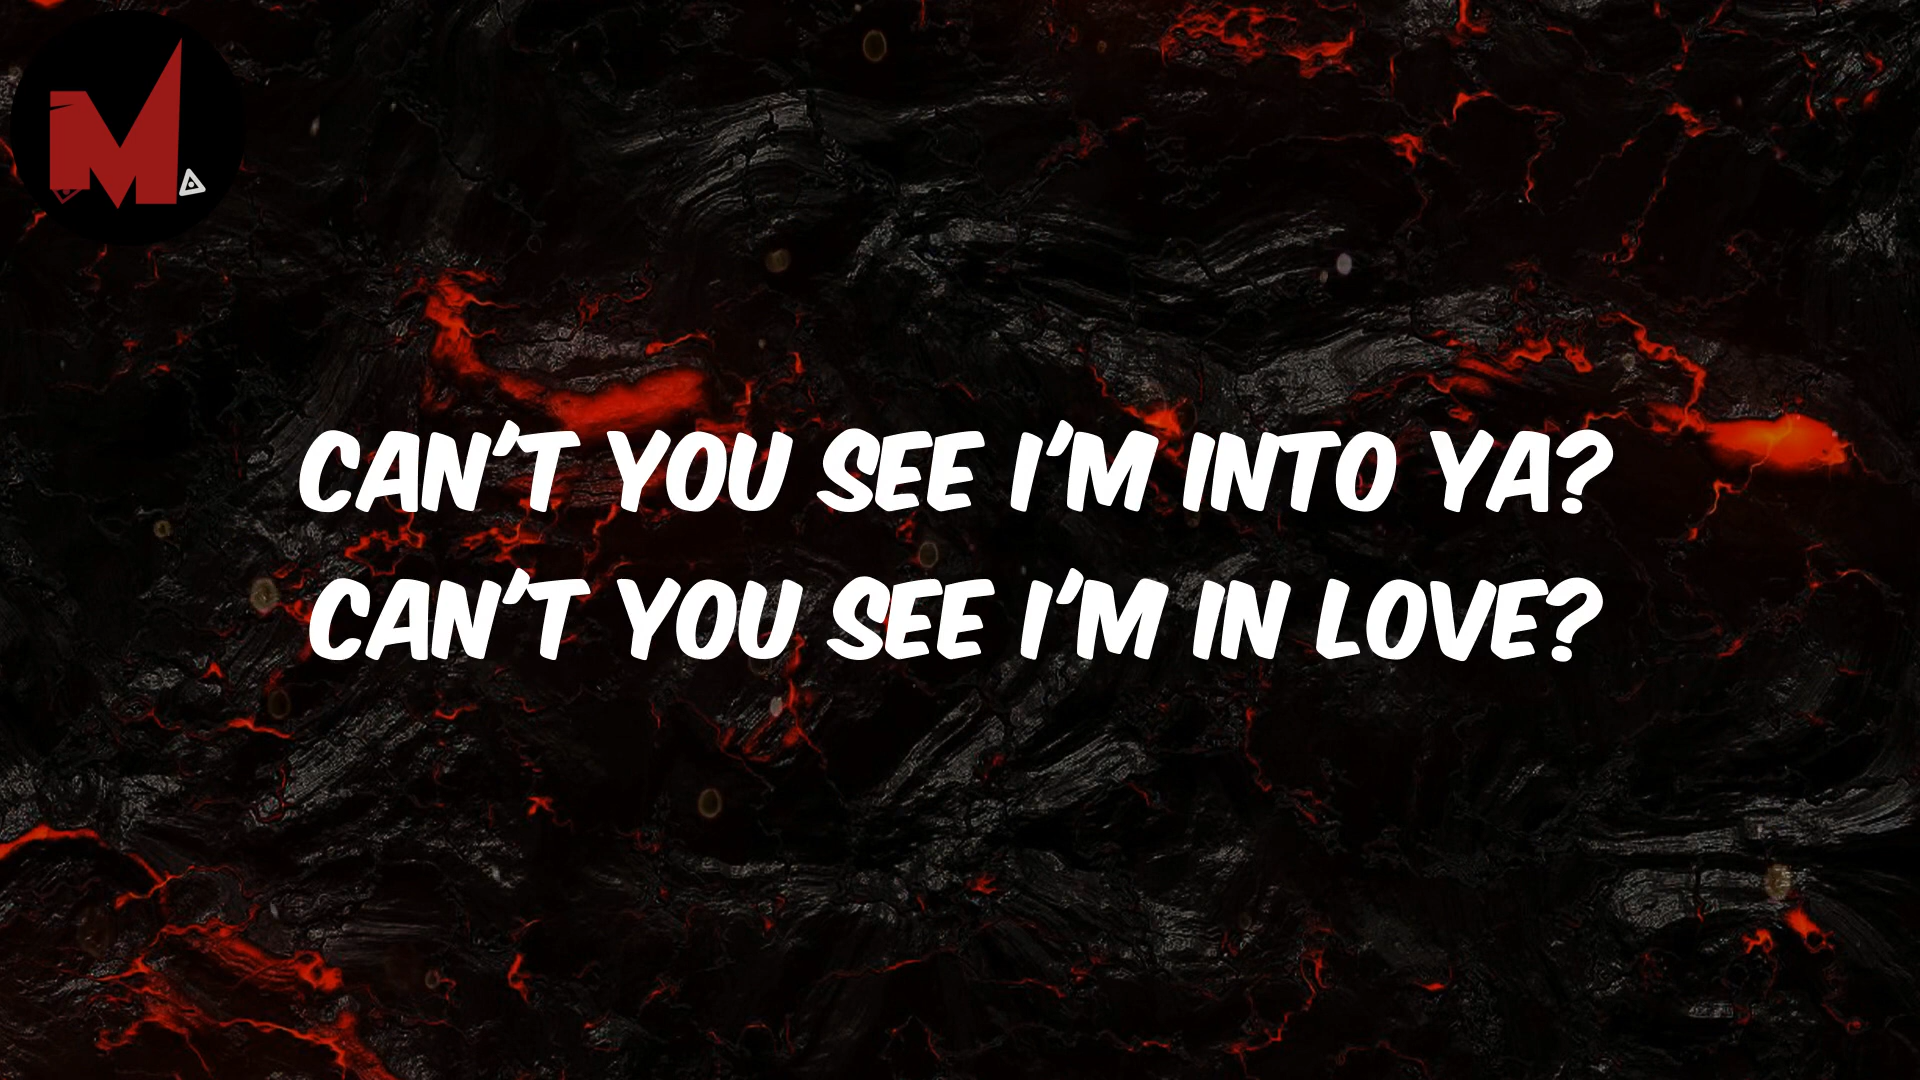 M
CAN'T YOU SEE I'M INTO YA?
CAN'T YOU SEE I'M IN LOVE?